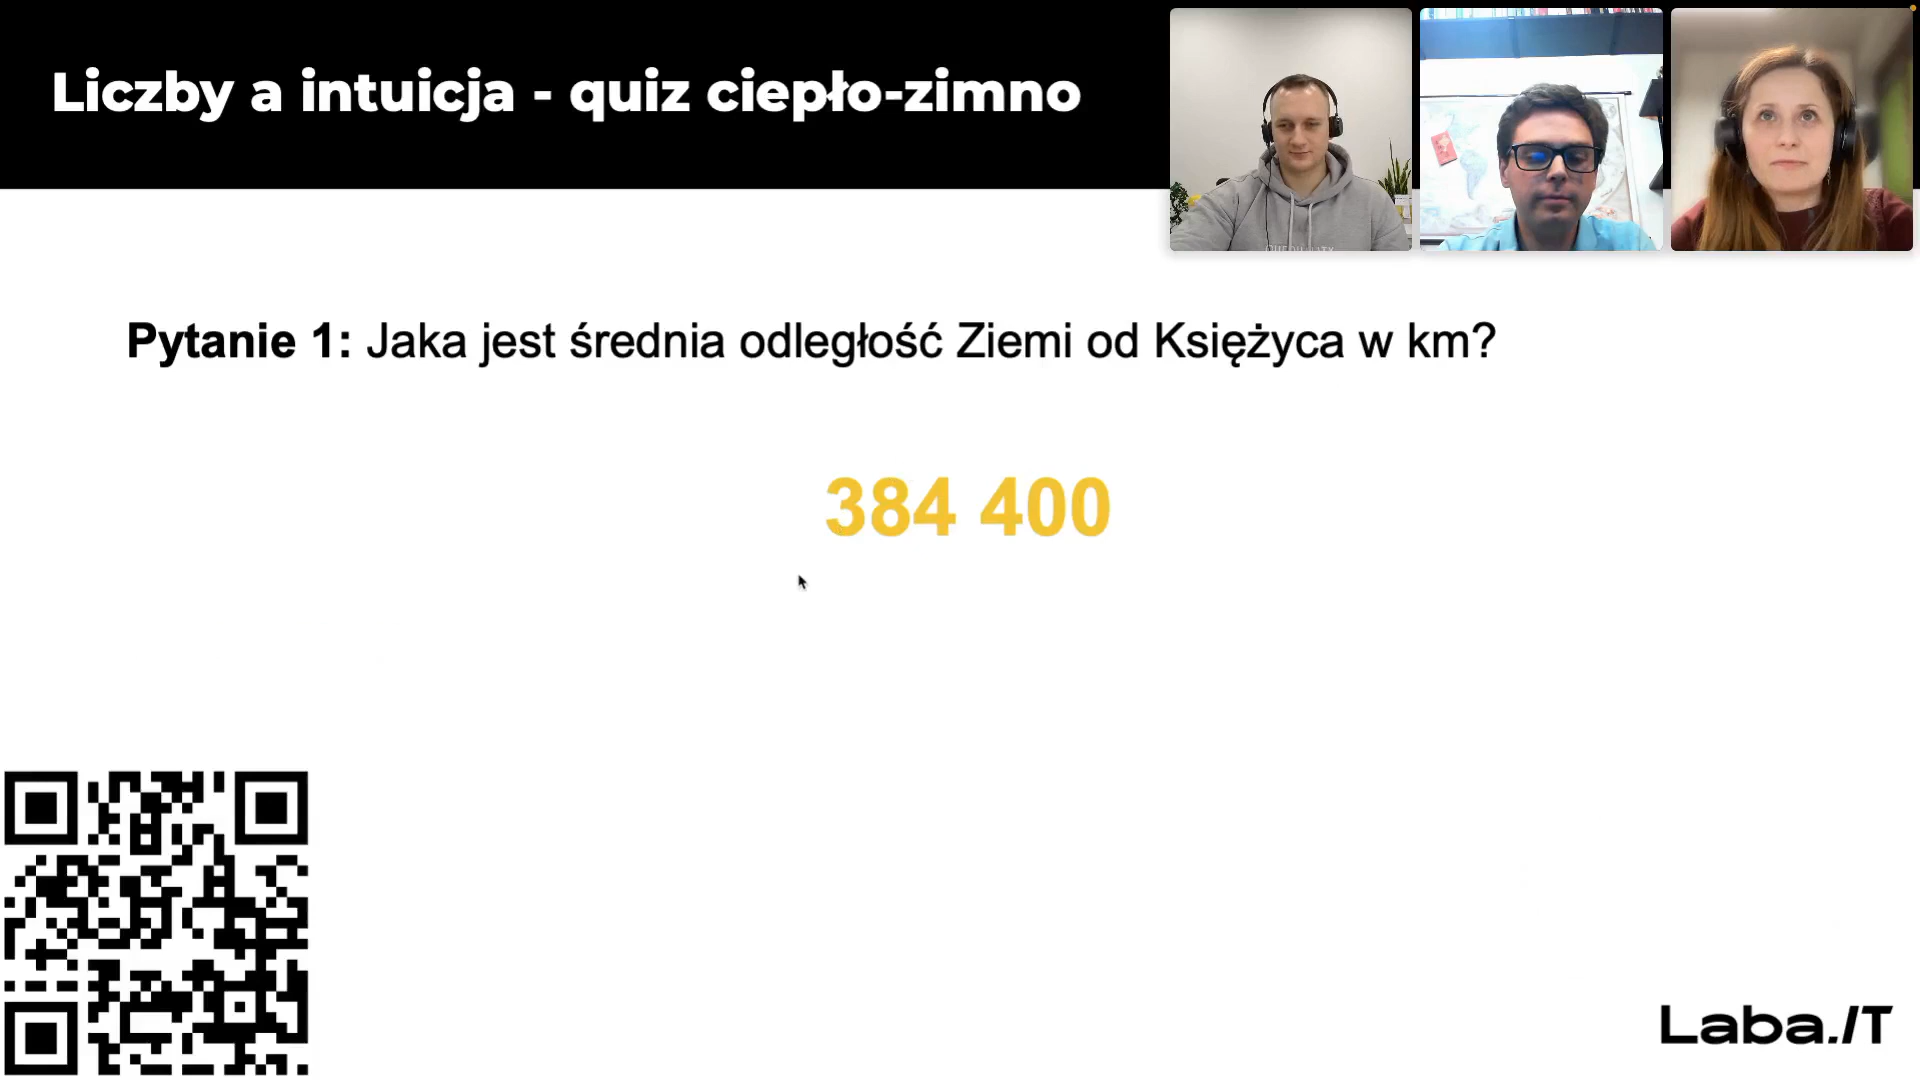 Liczby a intuicja - quiz ciepło-zimno
Pytanie 1: Jaka jest średnia odległość Ziemi od Księżyca w km?
384 400
Laba./T